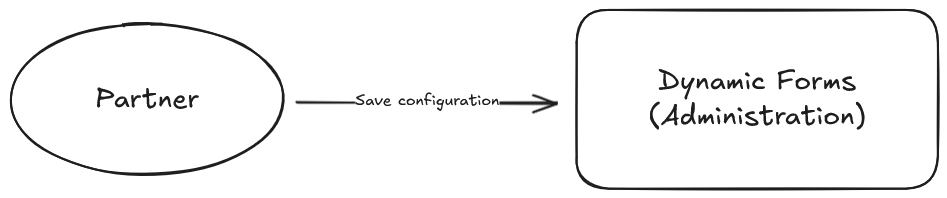 Partner
Save configuration
Dynamic Forms
(Administration)